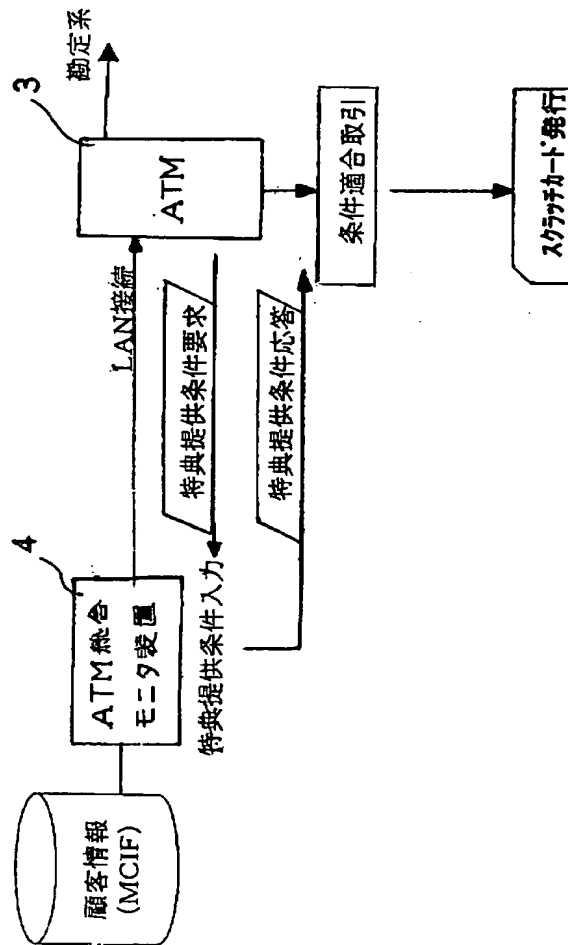 顧客情報
(MCIF)
4
ATM総合
モニタ装置
LAN接続
3
ATM
勘定系
特典提供条件要求
特典提供条件入力
特典提供条件応答
条件適合取引
スクラッチカード発行